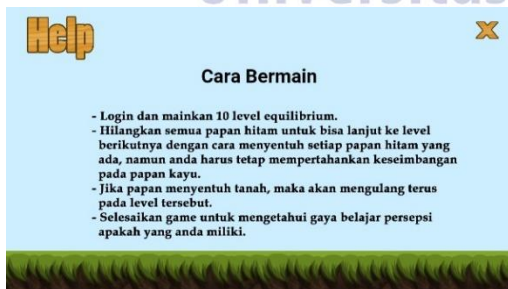 Universitas
Help
X
Cara Bermain
- Login dan mainkan 10 level equilibrium.
- Hilangkan semua papan hitam untuk bisa lanjut ke level
berikutnya dengan cara menyentuh setiap papan hitam yang
ada, namun anda harus tetap mempertahankan keseimbangan
pada papan kayu.
- Jika papan menyentuh tanah, maka akan mengulang terus
pada level tersebut.
- Selesaikan game untuk mengetahui gaya belajar persepsi
apakah yang anda miliki.